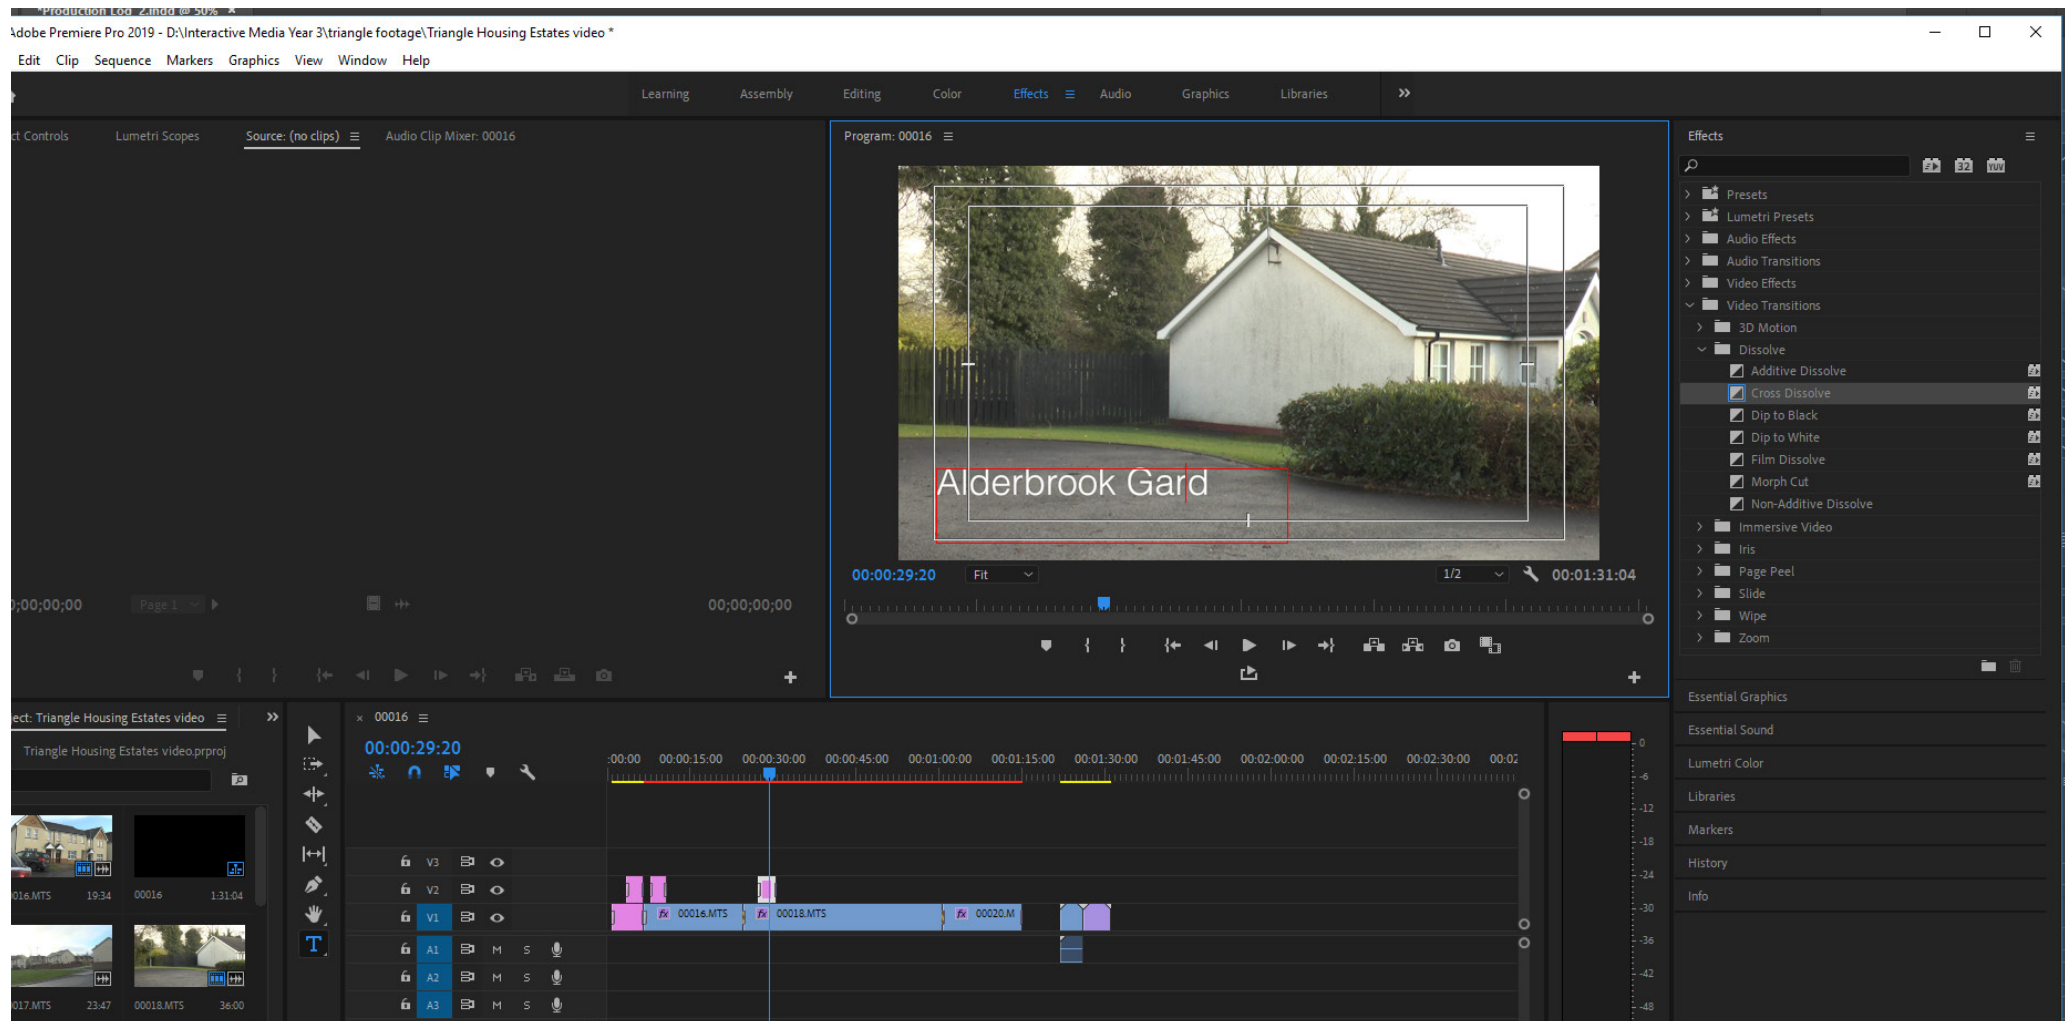 *Production Log_2.indd @ 50% ×
Adobe Premiere Pro 2019 - D:\Interactive Media Year 3\triangle footage\Triangle Housing Estates video *
Edit Clip Sequence Markers Graphics View Window Help
Learning Assembly Editing Color Effects Audio Graphics Libraries
ct Controls Lumetri Scopes Source: (no clips) Audio Clip Mixer: 00016
Program: 00016
Effects
32 YUV
Presets
Lumetri Presets
Audio Effects
Audio Transitions
Video Effects
Video Transitions
3D Motion
Dissolve
Additive Dissolve
Cross Dissolve
Dip to Black
Dip to White
Film Dissolve
Morph Cut
Non-Additive Dissolve
Immersive Video
Iris
Page Peel
Slide
Wipe
Zoom
Alderbrook Gard
00:00:29:20 Fit 1/2 00:01:31:04
;00;00;00 Page 1 00;00;00;00
Essential Graphics
Essential Sound
Lumetri Color
Libraries
Markers
History
Info
ect: Triangle Housing Estates video
Triangle Housing Estates video.prproj
016.MTS 19:34 00016 1:31:04
017.MTS 23:47 00018.MTS 36:00
T
× 00016
00:00:29:20
:00:00 00:00:15:00 00:00:30:00 00:00:45:00 00:01:00:00 00:01:15:00 00:01:30:00 00:01:45:00 00:02:00:00 00:02:15:00 00:02:30:00 00:02
V3
V2
V1 fx 00016.MTS fx 00018.MTS fx 00020.M
A1 M S
A2 M S
A3 M S
0
-6
-12
-18
-24
-30
-36
-42
-48